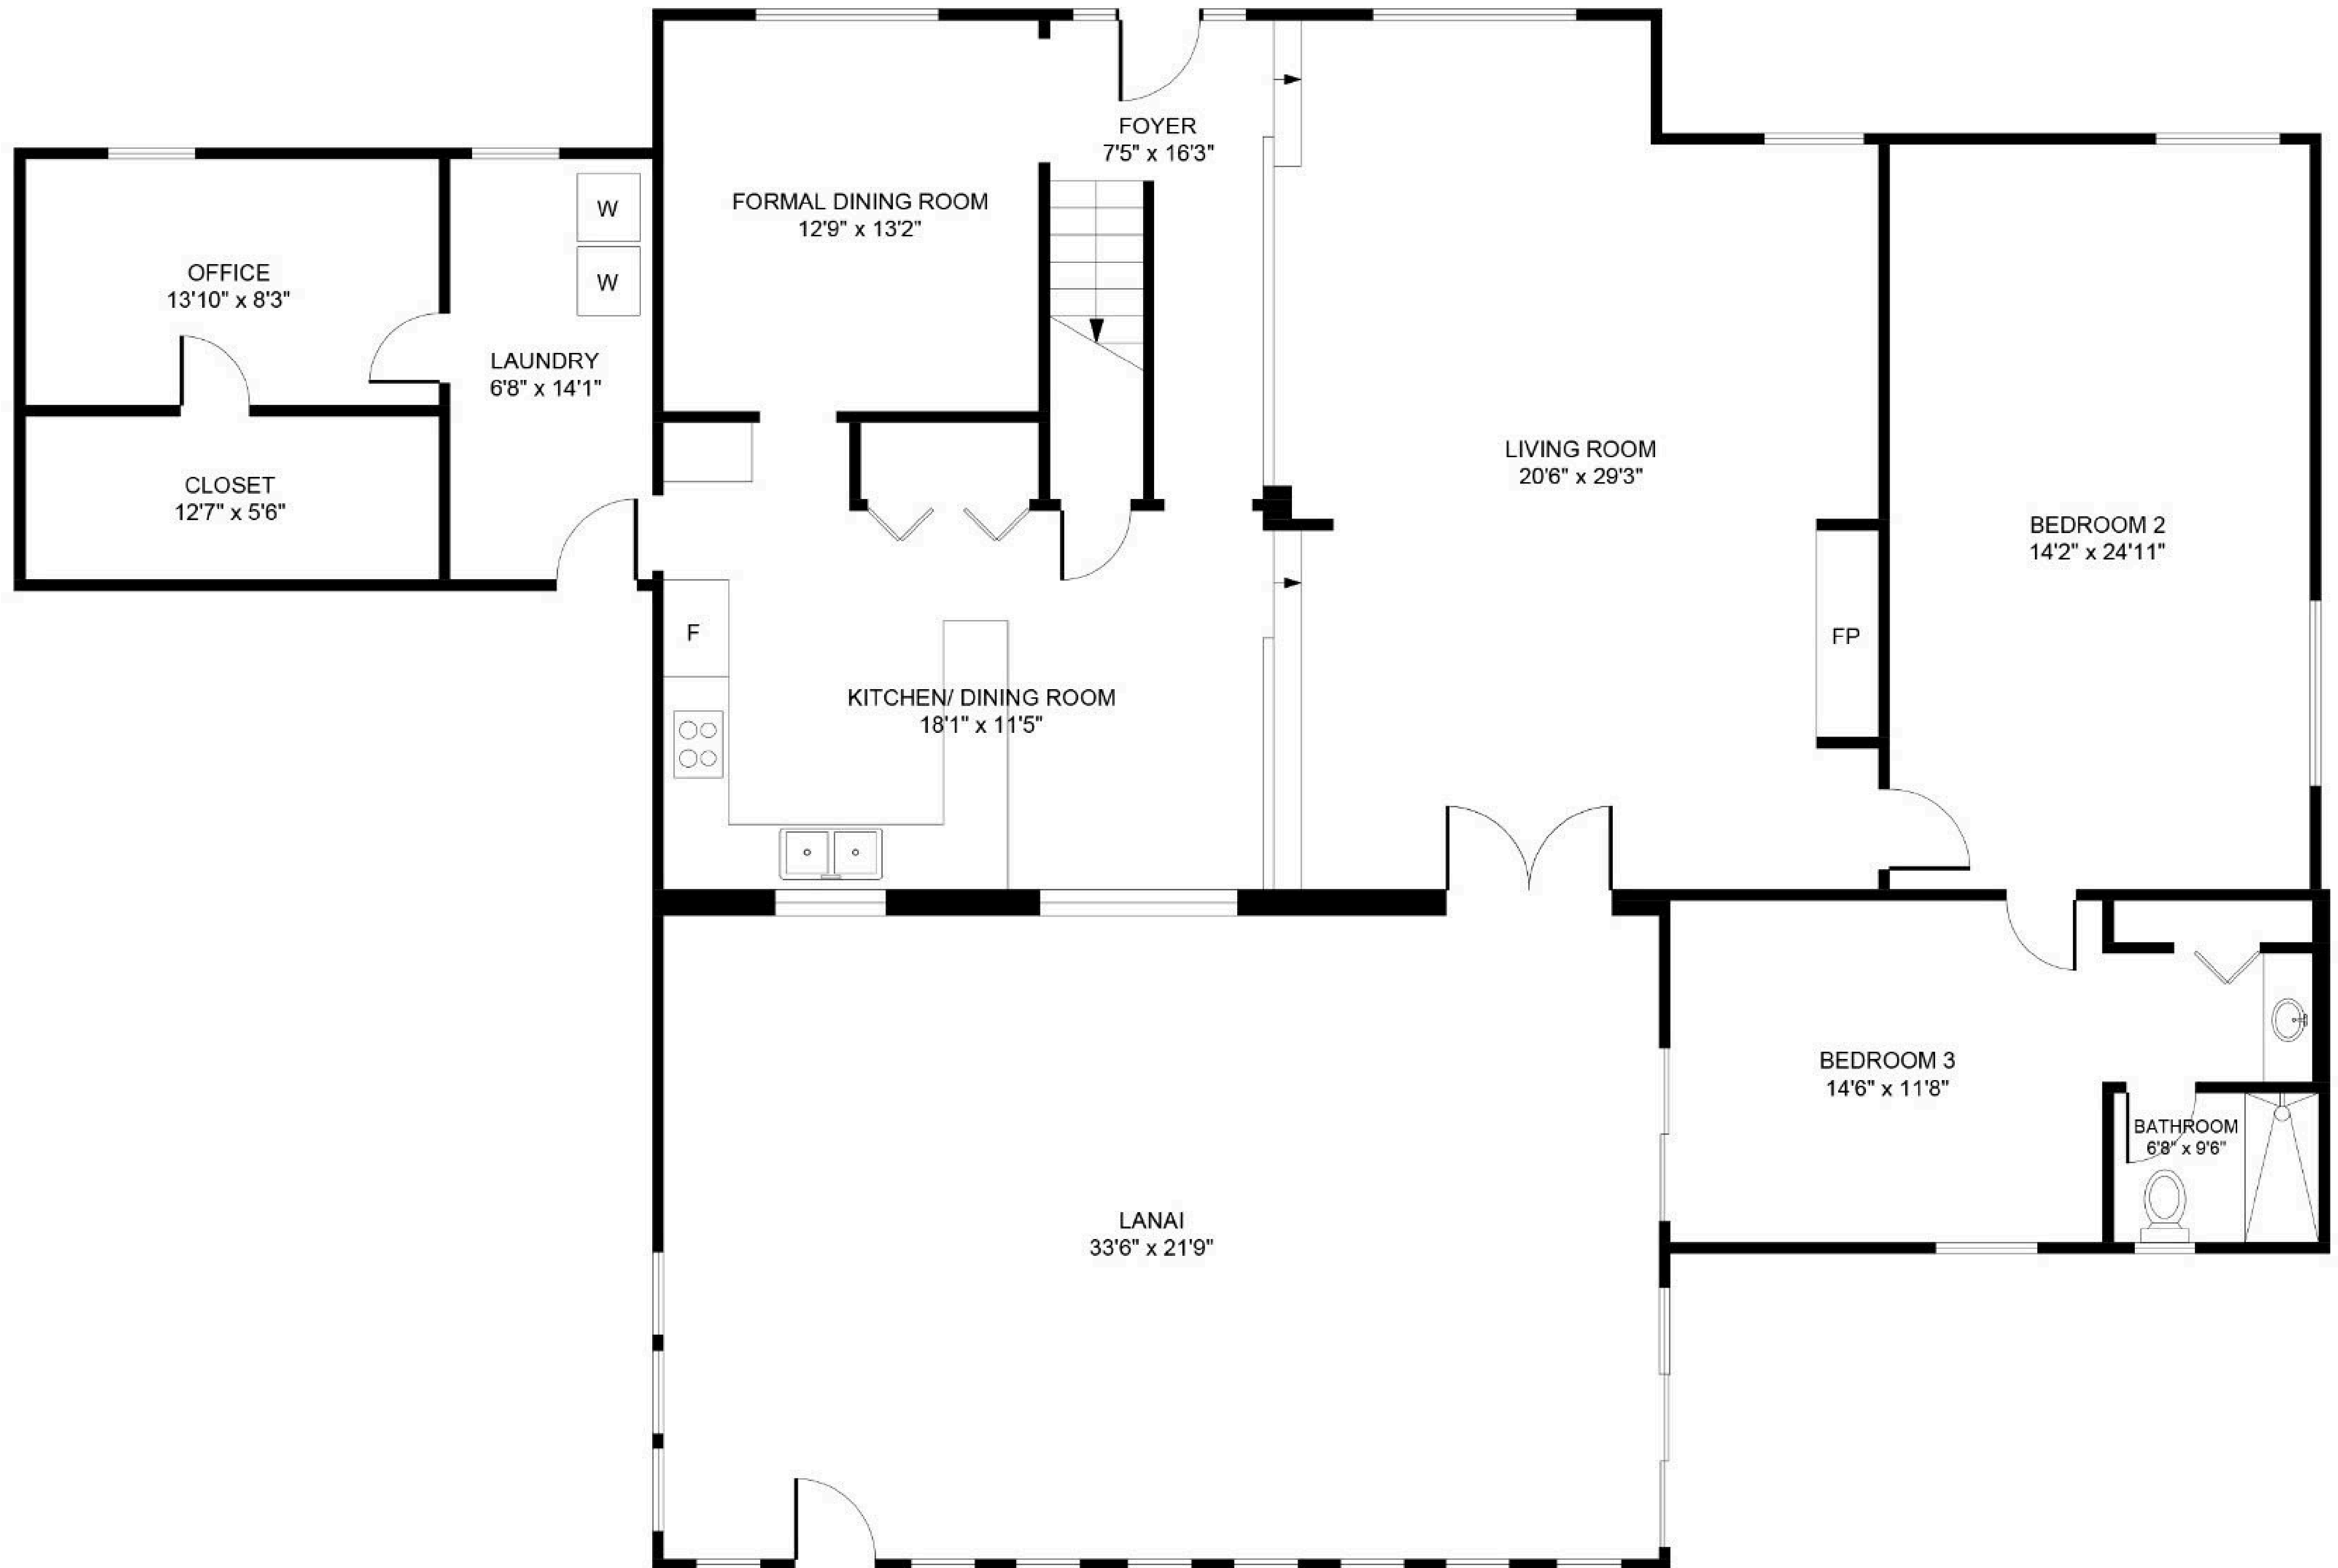 FOYER
7'5" x 16'3"
FORMAL DINING ROOM
12'9" x 13'2"
W
W
OFFICE
13'10" x 8'3"
LAUNDRY
6'8" x 14'1"
CLOSET
12'7" x 5'6"
LIVING ROOM
20'6" x 29'3"
BEDROOM 2
14'2" x 24'11"
F
FP
KITCHEN/ DINING ROOM
18'1" x 11'5"
BEDROOM 3
14'6" x 11'8"
BATHROOM
6'8" x 9'6"
LANAI
33'6" x 21'9"